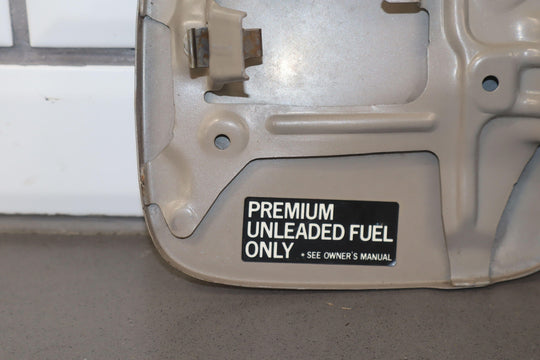 PREMIUM
UNLEADED FUEL
ONLY * SEE OWNER'S MANUAL